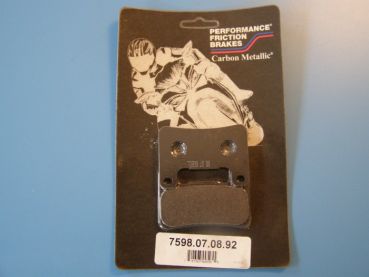 PERFORMANCE®
FRICTION
BRAKES
Carbon Metallic®
7598.07.08.92